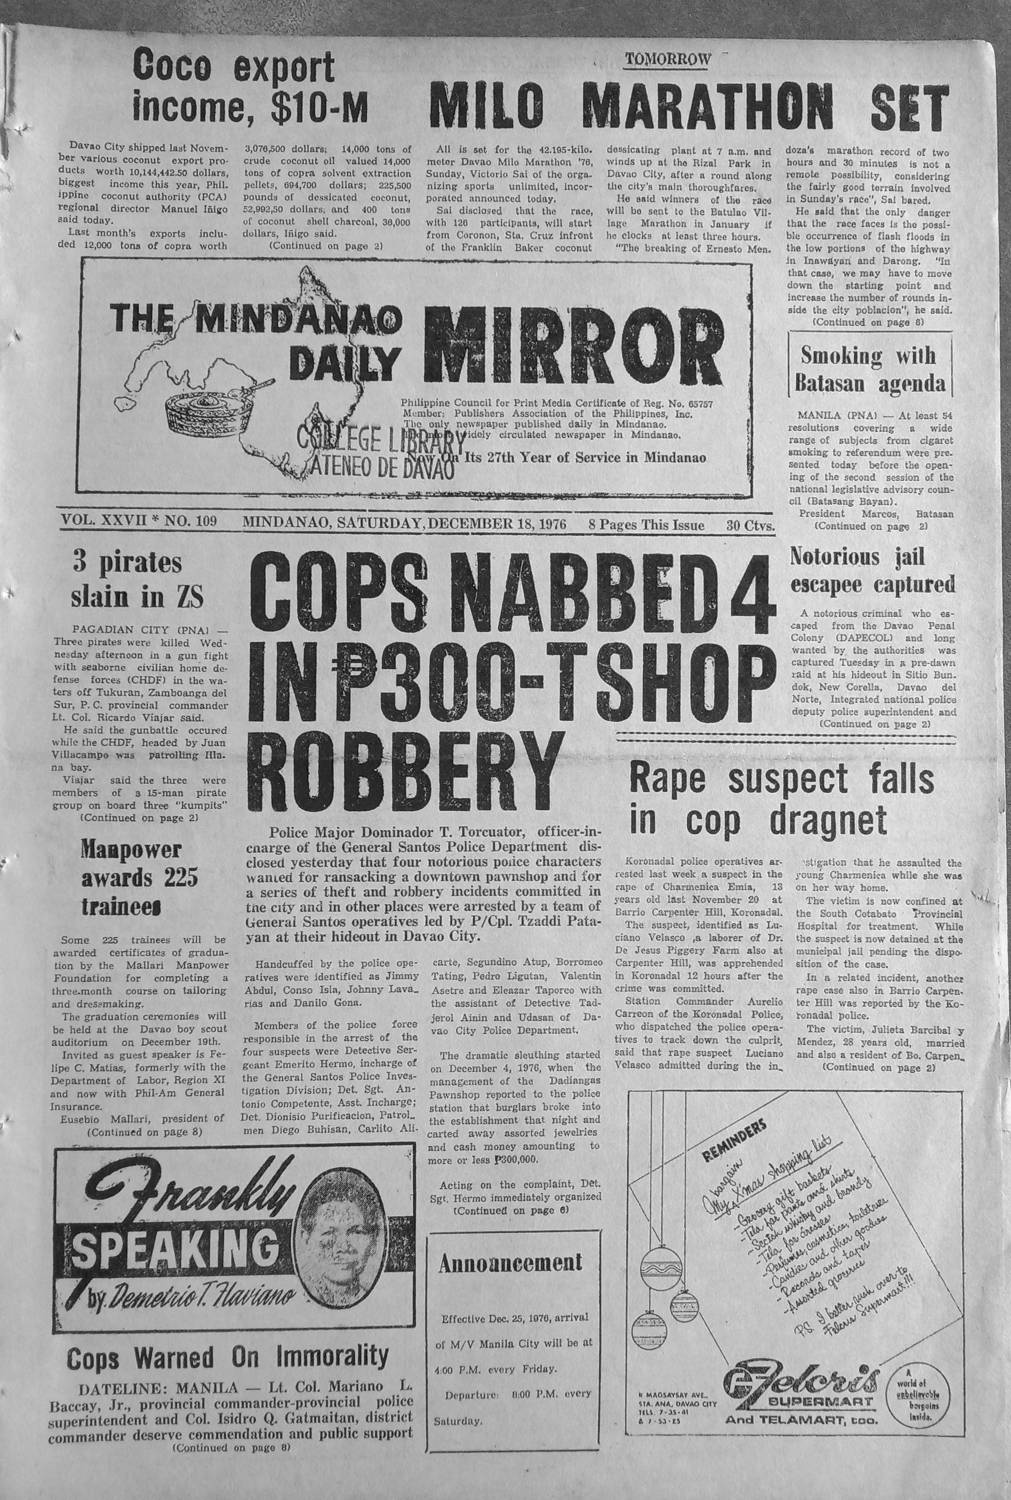 Coco export
income, $10-M
Davao City shipped last Novem-
ber various coconut export pro-
ducts worth 10,144,442.50 dollars,
biggest income this year, Phil.
ippine coconut authority (PCA)
regional director Manuel Iñigo
said today.
Last month's exports inclu-
ded 12,000 tons of copra worth
3,076,500 dollars; 14,000 tons of
crude coconut oil valued 14,000
tons of copra solvent extraction
pellets, 694,700 dollars; 225,500
pounds of dessicated coconut,
52,992,50 dollars, and 400 tons
of coconut shell charcoal, 36,000
dollars, Iñigo said.
(Continued on page 2)
TOMORROW
MILO MARATHON SET
All is set for the 42.195-kilo.
meter Davao Milo Marathon '76,
Sunday, Victorio Sai of the orga-
nizing sports unlimited, incor-
porated announced today.
Sai disclosed that the race,
with 126 participants, will start
from Coronon, Sta. Cruz infront
of the Franklin Baker coconut
dessicating plant at 7 a.m. and
winds up at the Rizal Park in
Davao City, after a round along
the city's main thoroughfares.
He said winners of the race
will be sent to the Batulao Vil-
lage Marathon in January if
he clocks at least three hours.
"The breaking of Ernesto Men.
doza's marathon record of two
hours and 30 minutes is not a
remote possibility, considering
the fairly good terrain involved
in Sunday's race", Sai bared.
He said that the only danger
that the race faces is the possi-
ble occurrence of flash floods in
the low portions of the highway
in Inawayan and Darong. "In
that case, we may have to move
down the starting point and
increase the number of rounds in-
side the city poblacion", he said.
(Continued on page 6)
THE MINDANAO
DAILY MIRROR
Philippine Council for Print Media Certificate of Reg. No. 65757
Member: Publishers Association of the Philippines, Inc.
The only newspaper published daily in Mindanao.
widely circulated newspaper in Mindanao.
Now On Its 27th Year of Service in Mindanao
COLLEGE LIBRARY
ATENEO DE DAVAO
VOL. XXVII * NO. 109 MINDANAO, SATURDAY, DECEMBER 18, 1976 8 Pages This Issue 30 Ctvs.
Smoking with
Batasan agenda
MANILA (PNA) — At least 54
resolutions covering a wide
range of subjects from cigaret
smoking to referendum were pre-
sented today before the open-
ing of the second session of the
national legislative advisory coun-
cil (Batasang Bayan).
President Marcos, Batasan
(Continued on page 2)
3 pirates
slain in ZS
PAGADIAN CITY (PNA) —
Three pirates were killed Wed-
nesday afternoon in a gun fight
with seaborne civilian home de-
fense forces (CHDF) in the wa-
ters off Tukuran, Zamboanga del
Sur, P.C. provincial commander
Lt. Col. Ricardo Viajar said.
He said the gunbattle occured
while the CHDF, headed by Juan
Villacampo was patrolling Illa-
na bay.
Viajar said the three were
members of a 15-man pirate
group on board three "kumpits"
(Continued on page 2)
COPS NABBED 4
IN ₱300-T SHOP
ROBBERY
Police Major Dominador T. Torcuator, officer-in-
cnarge of the General Santos Police Department dis-
closed yesterday that four notorious police characters
wanted for ransacking a downtown pawnshop and for
a series of theft and robbery incidents committed in
the city and in other places were arrested by a team of
General Santos operatives led by P/Cpl. Tzaddi Pata-
yan at their hideout in Davao City.
Handcuffed by the police ope-
ratives were identified as Jimmy
Abdul, Conso Isla, Johnny Lava_
rias and Danilo Gona.
Members of the police force
responsible in the arrest of the
four suspects were Detective Ser-
geant Emerito Hermo, incharge of
the General Santos Police Inves-
tigation Division; Det. Sgt. An-
tonio Competente, Asst. Incharge;
Det. Dionisio Purificacion, Patrol_
men Diego Buhisan, Carlito Ali-
carte, Segundino Atup, Borromeo
Tating, Pedro Ligutan, Valentin
Asetre and Eleazar Taporco with
the assistant of Detective Tad-
jerol Ainin and Udasan of Da-
vao City Police Department.
The dramatic sleuthing started
on December 4, 1976, when the
management of the Dadiangas
Pawnshop reported to the police
station that burglars broke into
the establishment that night and
carted away assorted jewelries
and cash money amounting to
more or less ₱300,000.
Acting on the complaint, Det.
Sgt. Hermo immediately organized
(Continued on page 6)
Notorious jail
escapee captured
A notorious criminal who es-
caped from the Davao Penal
Colony (DAPECOL) and long
wanted by the authorities was
captured Tuesday in a pre-dawn
raid at his hideout in Sitio Bun.
dok, New Corella, Davao del
Norte, Integrated national police
deputy police superintendent and
(Continued on page 2)
Rape suspect falls
in cop dragnet
Koronadal police operatives ar-
rested last week a suspect in the
rape of Charmenica Emia, 13
years old last November 20 at
Barrio Carpenter Hill, Koronadal.
The suspect, identified as Lu-
ciano Velasco ,a laborer of Dr.
De Jesus Piggery Farm also at
Carpenter Hill, was apprehended
in Koronadal 12 hours after the
crime was committed.
Station Commander Aurelio
Carreon of the Koronadal Police,
who dispatched the police opera-
tives to track down the culprit,
said that rape suspect Luciano
Velasco admitted during the in_
stigation that he assaulted the
young Charmenica while she was
on her way home.
The victim is now confined at
the South Cotabato Provincial
Hospital for treatment. While
the suspect is now detained at the
municipal jail pending the dispo-
sition of the case.
In a related incident, another
rape case also in Barrio Carpen-
ter Hill was reported by the Ko-
ronadal police.
The victim, Julieta Barcibal y
Mendez, 28 years old, married
and also a resident of Bo. Carpen_
(Continued on page 2)
Manpower
awards 225
trainees
Some 225 trainees will be
awarded certificates of gradua-
tion by the Mallari Manpower
Foundation for completing a
three-month course on tailoring
and dressmaking.
The graduation ceremonies will
be held at the Davao boy scout
auditorium on December 19th.
Invited as guest speaker is Fe-
lipe C. Matias, formerly with the
Department of Labor, Region XI
and now with Phil-Am General
Insurance.
Eusebio Mallari, president of
(Continued on page 8)
Frankly
SPEAKING
by Demetrio T. Flaviano
Cops Warned On Immorality
DATELINE: MANILA — Lt. Col. Mariano L.
Baccay, Jr., provincial commander-provincial police
superintendent and Col. Isidro Q. Gatmaitan, district
commander deserve commendation and public support
(Continued on page 8)
Announcement
Effective Dec. 25, 1976, arrival
of M/V Manila City will be at
4:00 P.M. every Friday.
Departure: 8:00 P.M. every
Saturday.
REMINDERS
bargain
My Xmas shopping list
- Grocery gift baskets
- Tela for pants and shirts
- Scotch whisky and brandy
- Tela for dresses
- Perfumes, cosmetics, toiletries
- Candies and other goodies
- Records and tapes
- Assorted groceries
P.S. I better rush over to
Felcris Supermart!!!
Felcris
SUPERMART
And TELAMART, too.
R MAGSAYSAY AVE.,
STA. ANA, DAVAO CITY
TELS. 7-35-41
& 7-53-25
A
world of
unbelievable
bargains
inside.